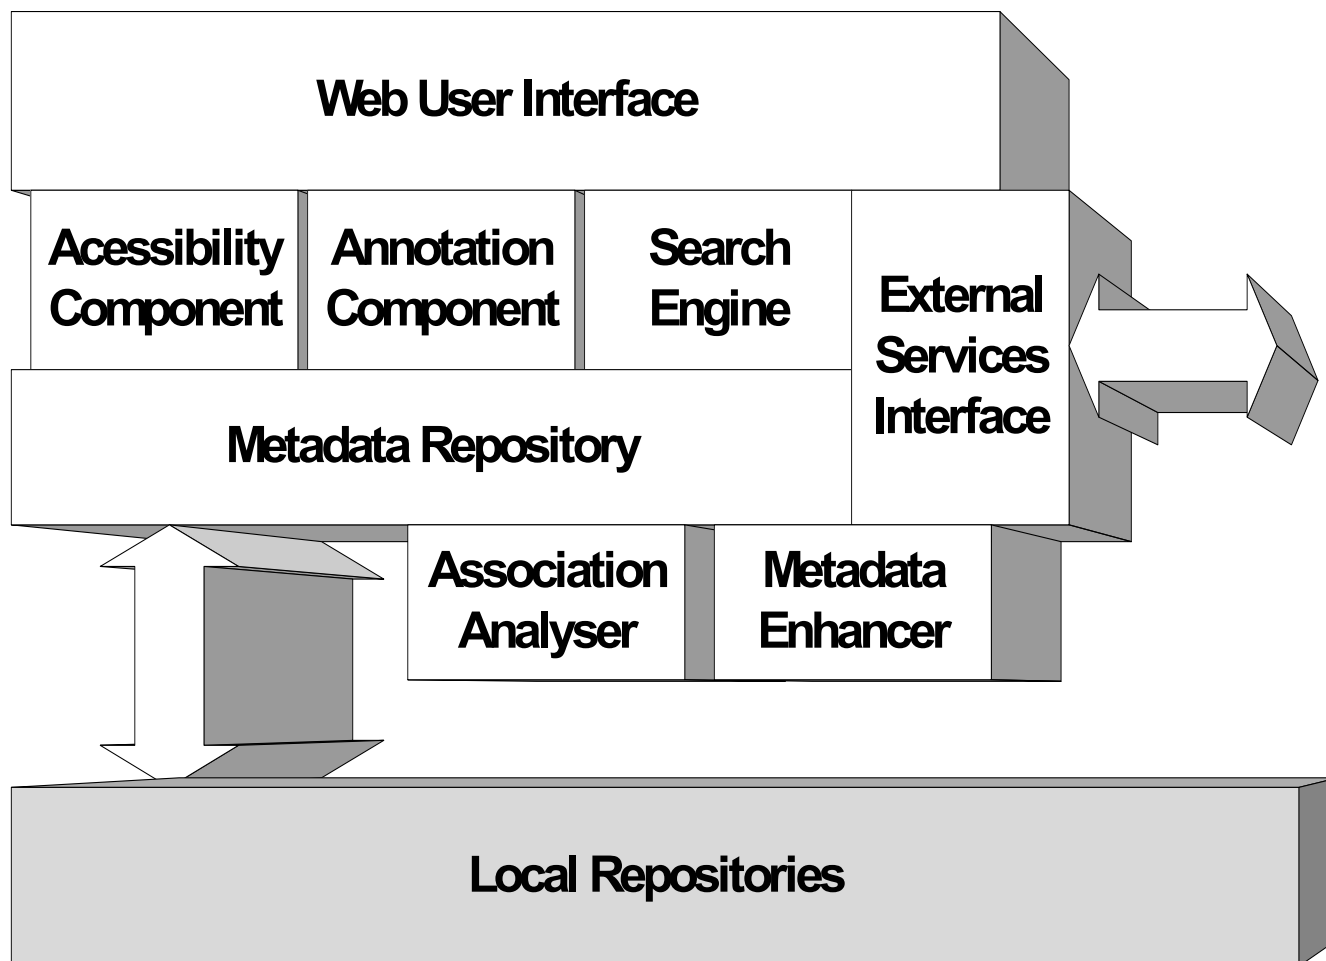 Web User Interface
Acessibility
Component
Annotation
Component
Search
Engine
External
Services
Interface
Metadata Repository
Association
Analyser
Metadata
Enhancer
Local Repositories